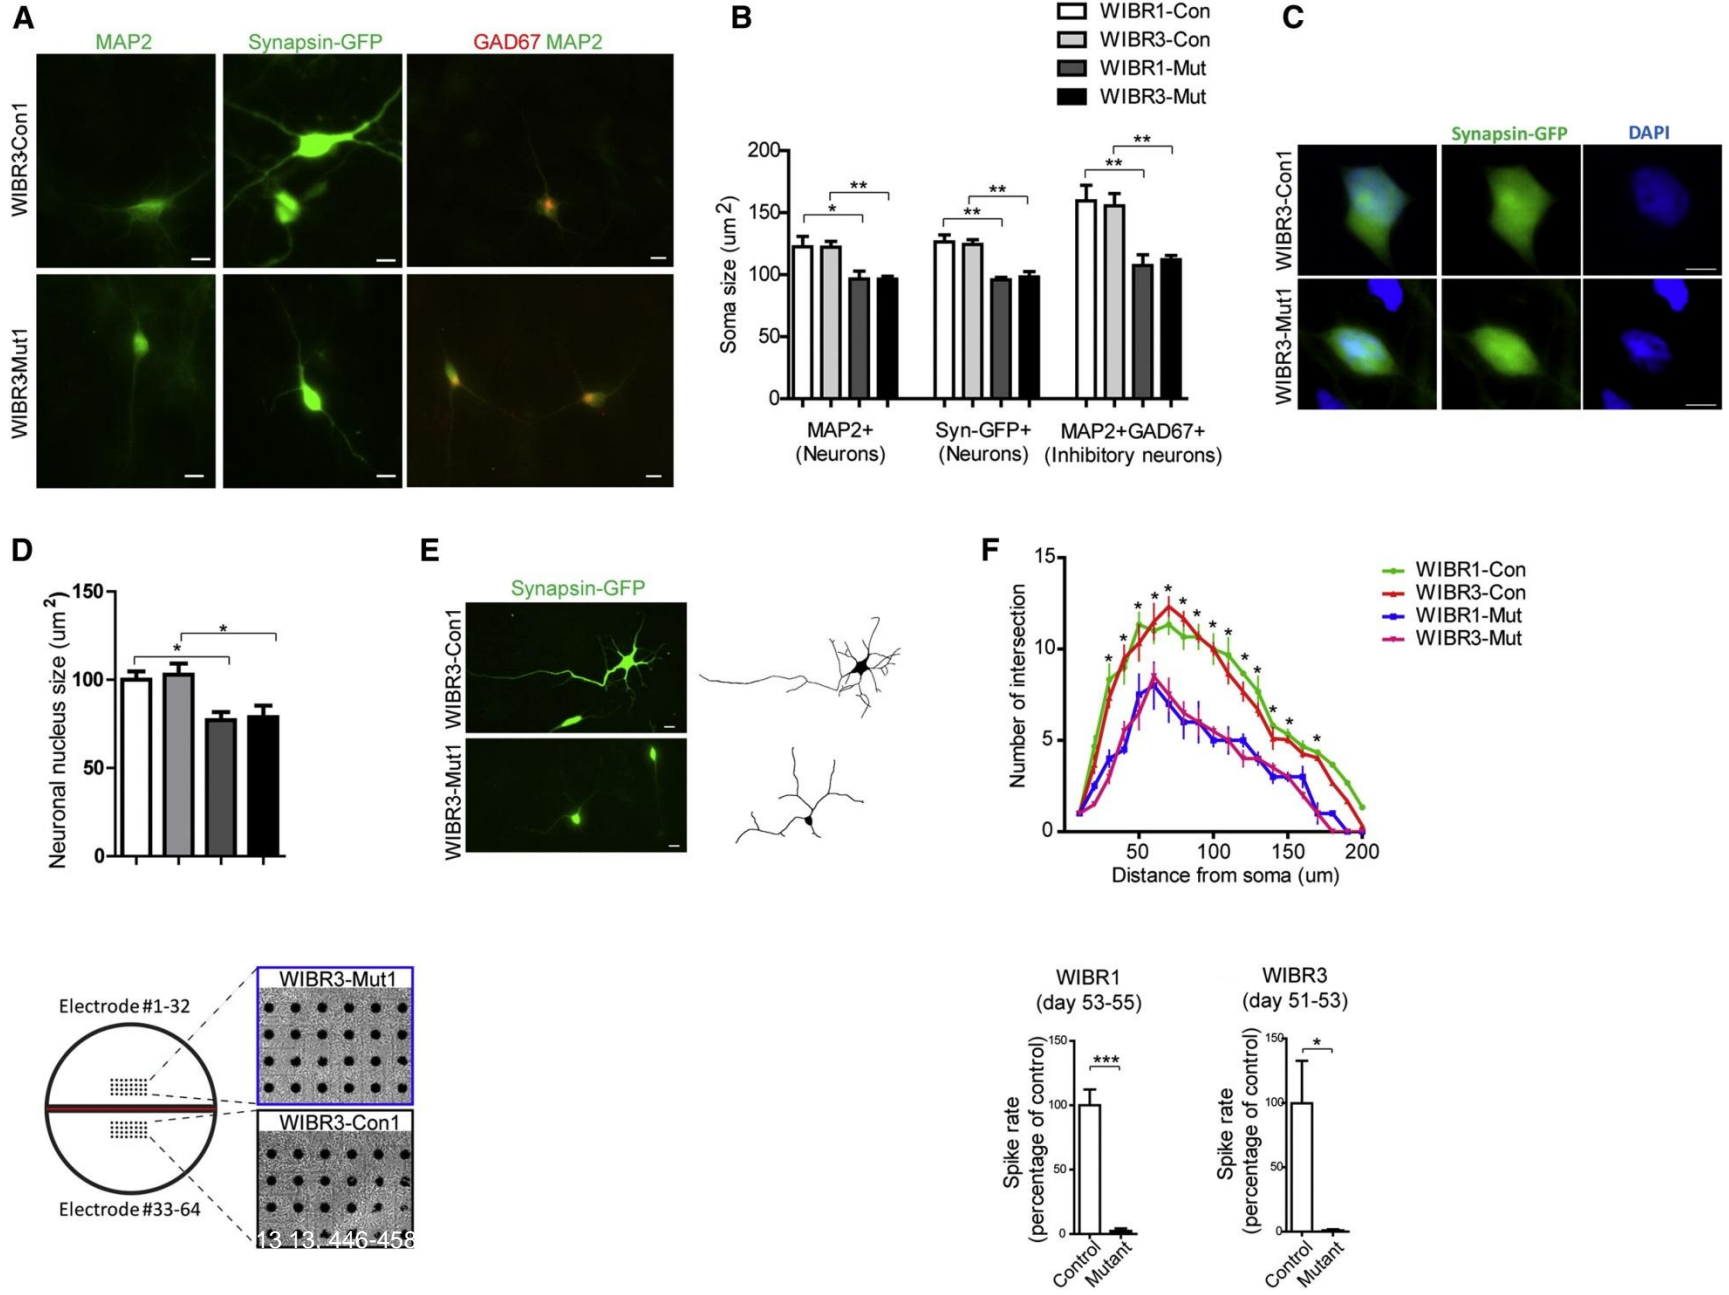 A
MAP2
Synapsin-GFP
GAD67 MAP2
WIBR3Con1
WIBR3Mut1
B
WIBR1-Con
WIBR3-Con
WIBR1-Mut
WIBR3-Mut
Soma size (um2)
200
150
100
50
0
*
**
**
**
**
**
MAP2+
(Neurons)
Syn-GFP+
(Neurons)
MAP2+GAD67+
(Inhibitory neurons)
C
Synapsin-GFP
DAPI
WIBR3-Con1
WIBR3-Mut1
D
Neuronal nucleus size (um2)
150
100
50
0
*
*
E
Synapsin-GFP
WIBR3-Con1
WIBR3-Mut1
F
Number of intersection
15
10
5
0
* * * * * * * * * * * * * *
50 100 150 200
Distance from soma (um)
WIBR1-Con
WIBR3-Con
WIBR1-Mut
WIBR3-Mut
Electrode #1-32
Electrode #33-64
WIBR3-Mut1
WIBR3-Con1
13 13, 446-458
WIBR1
(day 53-55)
Spike rate
(percentage of control)
150
100
50
0
***
Control
Mutant
WIBR3
(day 51-53)
Spike rate
(percentage of control)
150
100
50
0
*
Control
Mutant